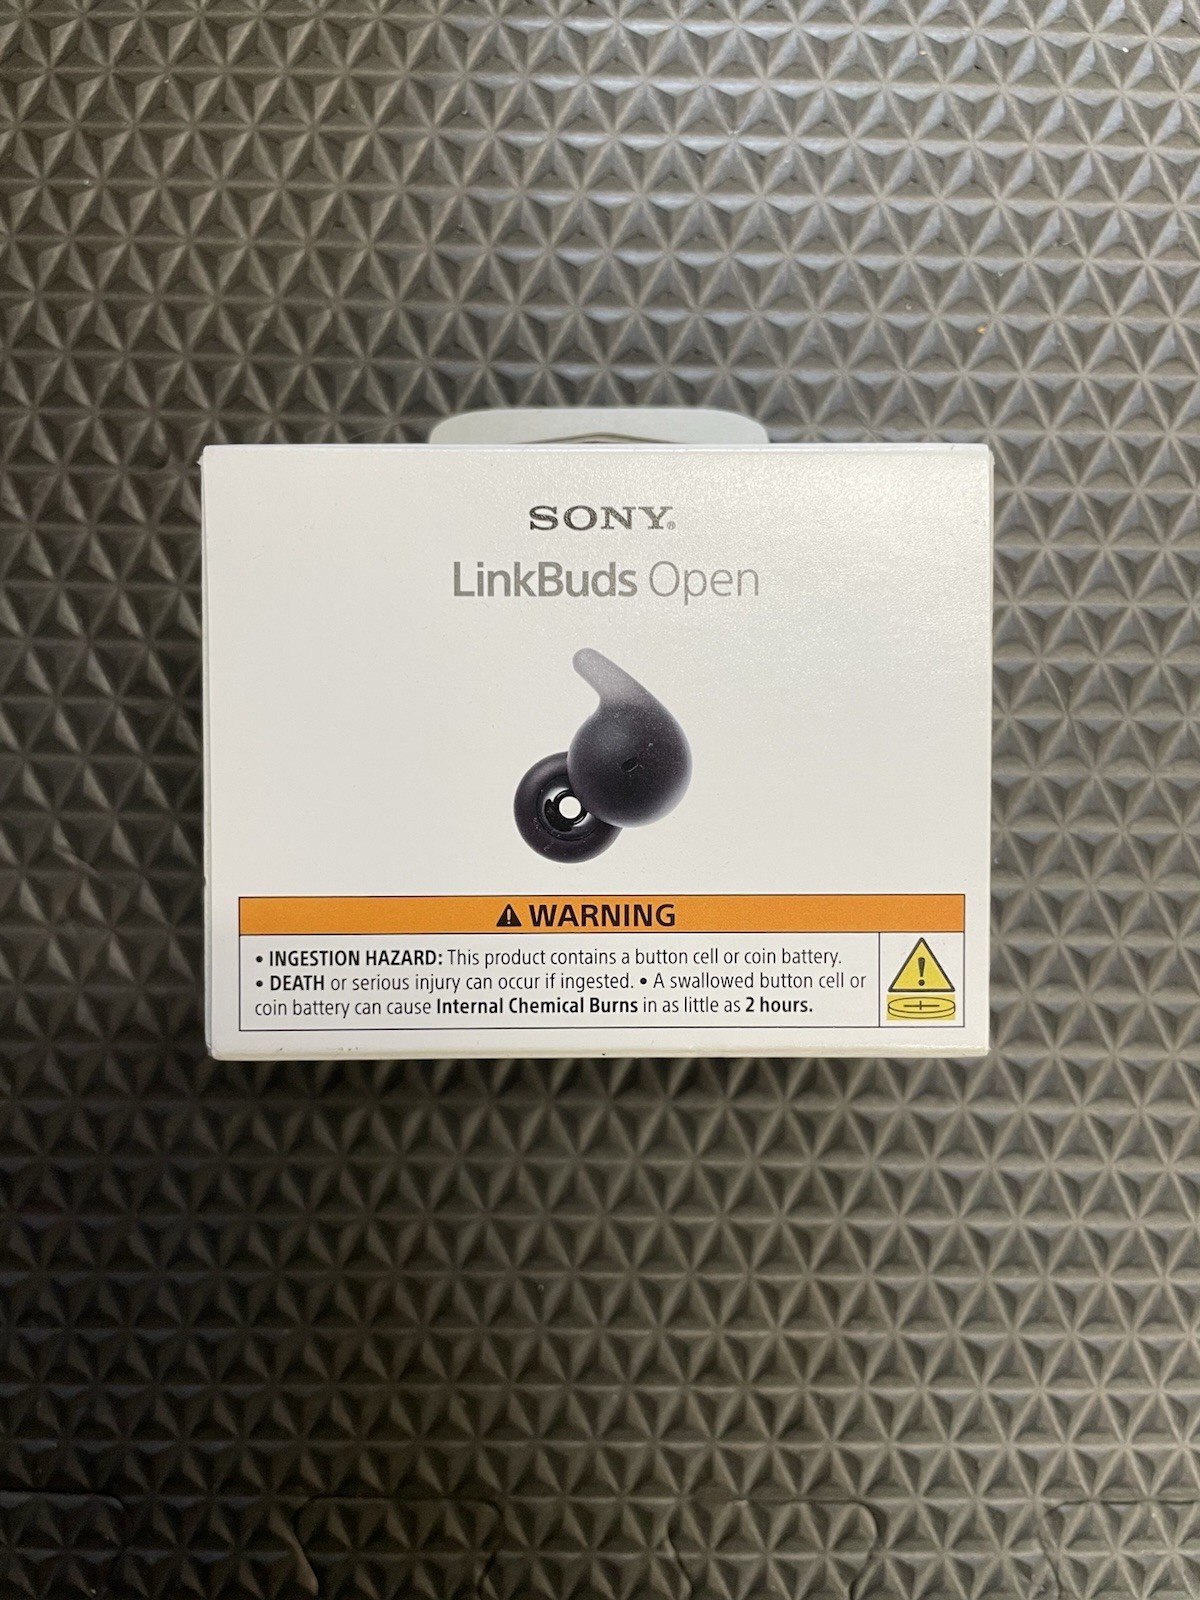 SONY®
LinkBuds Open
⚠ WARNING
• INGESTION HAZARD: This product contains a button cell or coin battery.
• DEATH or serious injury can occur if ingested. • A swallowed button cell or
coin battery can cause Internal Chemical Burns in as little as 2 hours.